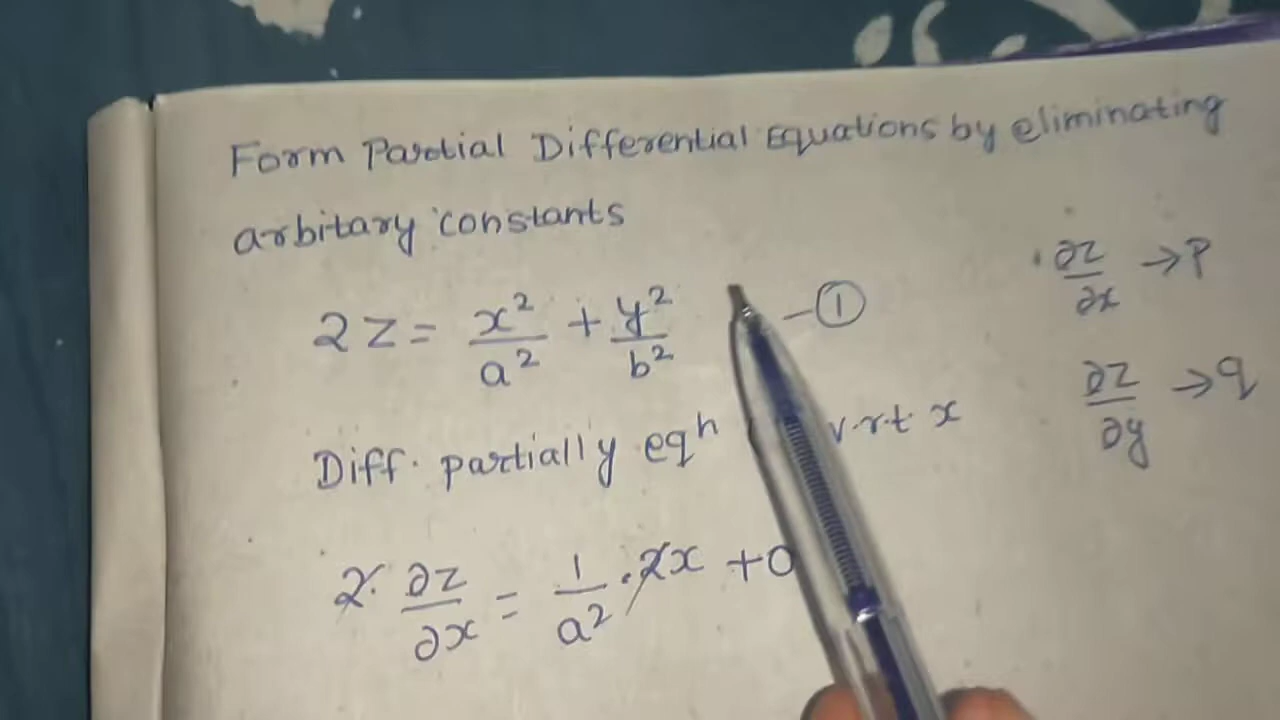 Form Partial Differential Equations by eliminating
arbitary constants
2z = x²/a² + y²/b² – ①
∂z/∂x → P
∂z/∂y → q
Diff. partially eqn w.r.t x
2. ∂z/∂x = 1/a² . 2x + 0